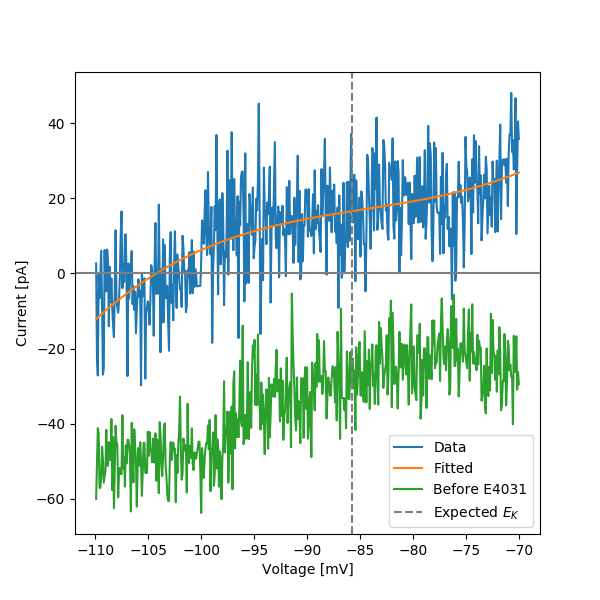 Current [pA]
40
20
0
−20
−40
−60
Data
Fitted
Before E4031
Expected E_K
−110 −105 −100 −95 −90 −85 −80 −75 −70
Voltage [mV]